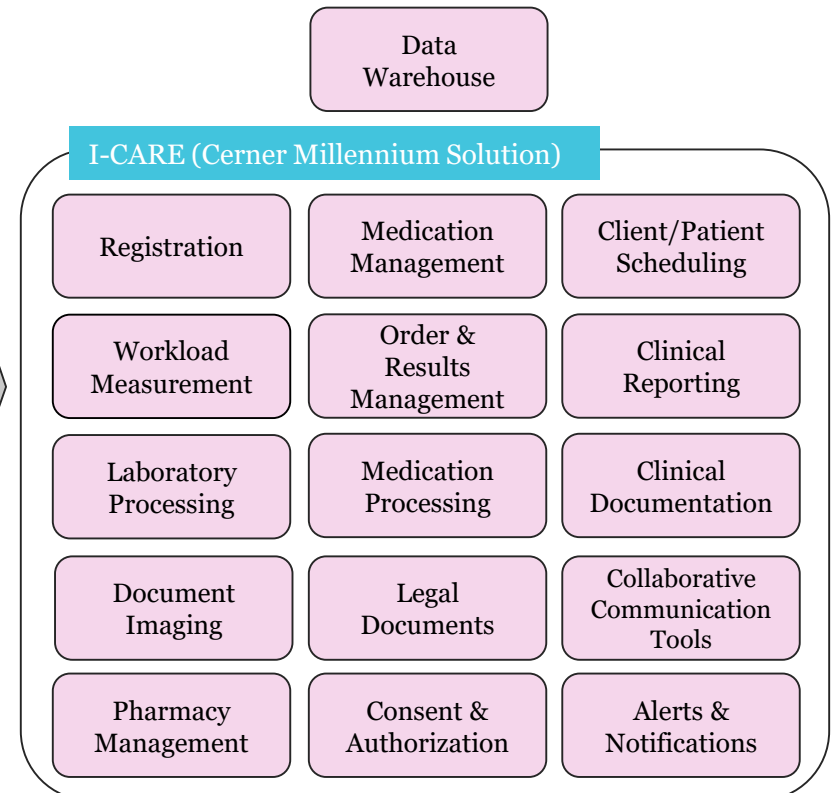 Data
Warehouse
I-CARE (Cerner Millennium Solution)
Registration
Medication
Management
Client/Patient
Scheduling
Workload
Measurement
Order &
Results
Management
Clinical
Reporting
Laboratory
Processing
Medication
Processing
Clinical
Documentation
Document
Imaging
Legal
Documents
Collaborative
Communication
Tools
Pharmacy
Management
Consent &
Authorization
Alerts &
Notifications